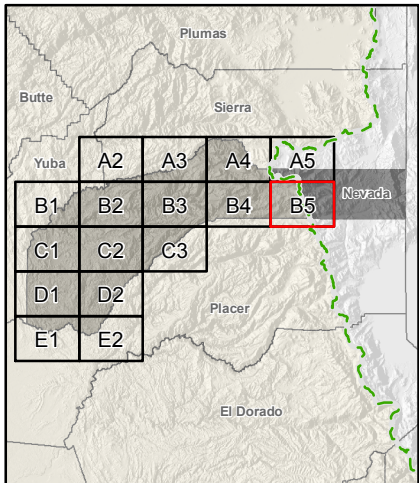 Plumas
Butte
Sierra
Yuba
A2 A3 A4 A5
Nevada
B1 B2 B3 B4 B5
C1 C2 C3
D1 D2
Placer
E1 E2
El Dorado